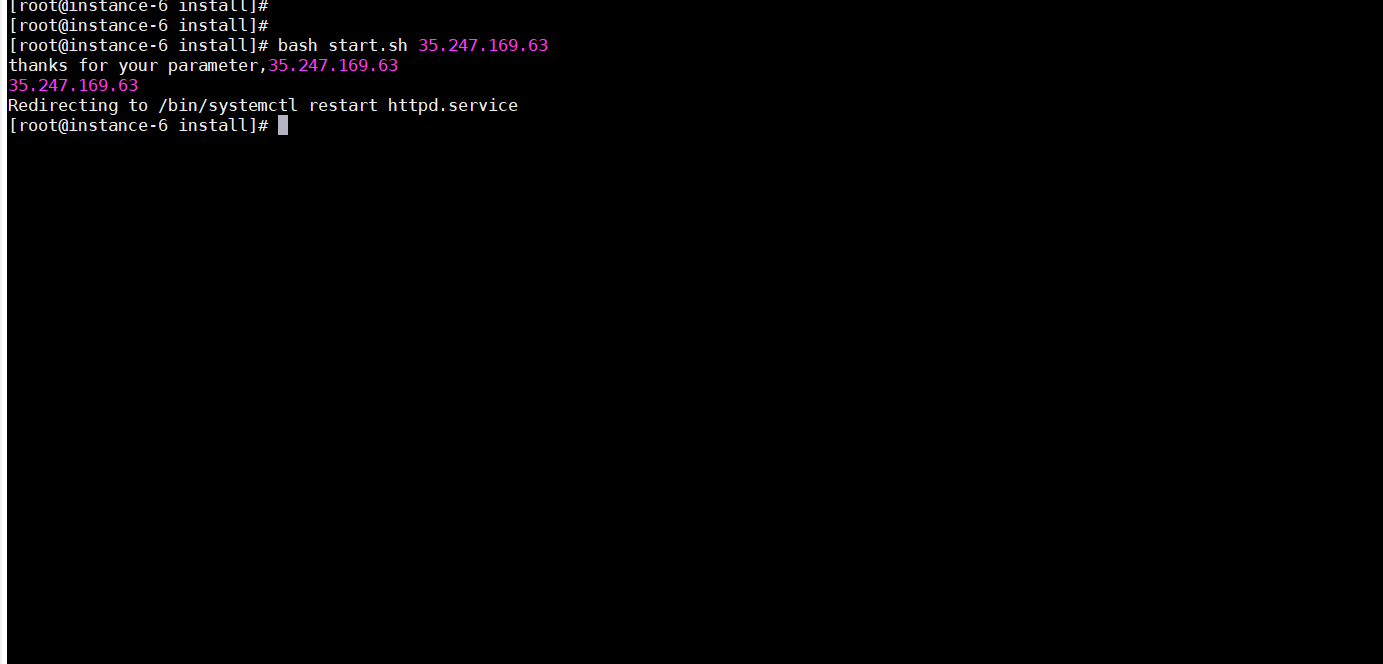 [root@instance-6 install]#
[root@instance-6 install]#
[root@instance-6 install]# bash start.sh 35.247.169.63
thanks for your parameter,35.247.169.63
35.247.169.63
Redirecting to /bin/systemctl restart httpd.service
[root@instance-6 install]#